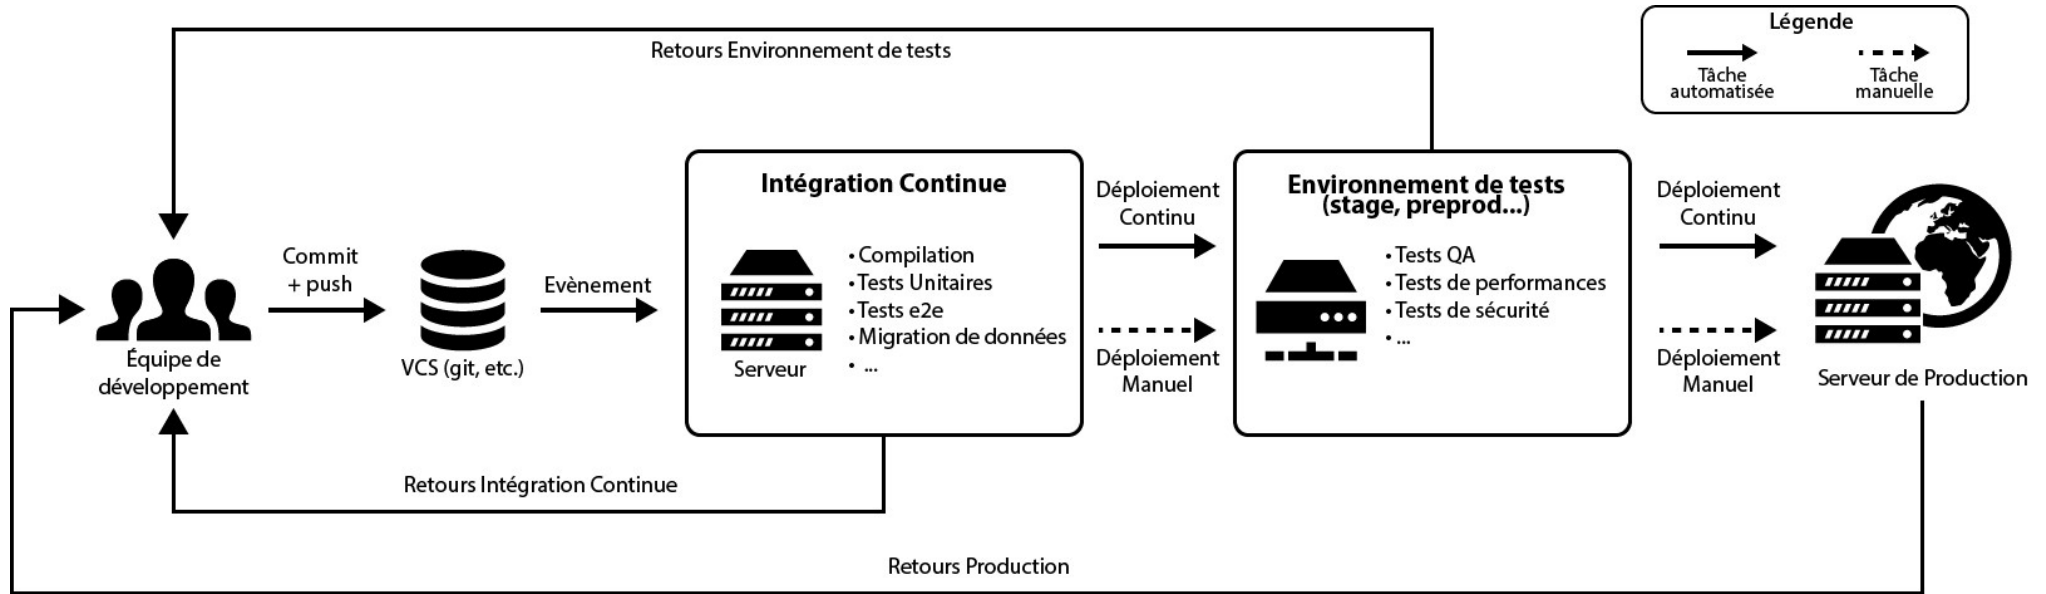 Légende
Tâche
automatisée
Tâche
manuelle
Retours Environnement de tests
Équipe de
développement
Commit
+ push
VCS (git, etc.)
Evènement
Intégration Continue
Serveur
• Compilation
• Tests Unitaires
• Tests e2e
• Migration de données
• ...
Déploiement
Continu
Déploiement
Manuel
Environnement de tests
(stage, preprod...)
• Tests QA
• Tests de performances
• Tests de sécurité
• ...
Déploiement
Continu
Déploiement
Manuel
Serveur de Production
Retours Intégration Continue
Retours Production